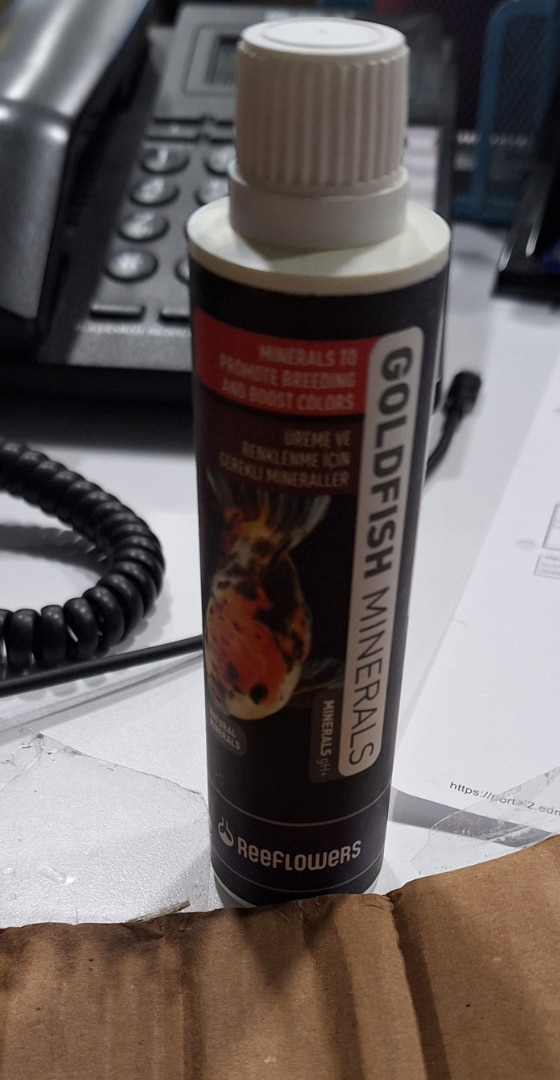 MINERALS TO
PROMOTE BREEDING
AND BOOST COLORS
ÜREME VE
RENKLENME İÇİN
GEREKLİ MİNERALLER
GOLDFISH MINERALS
NATURAL
MINERALS
MINERALS gH+
REEFLOWERS